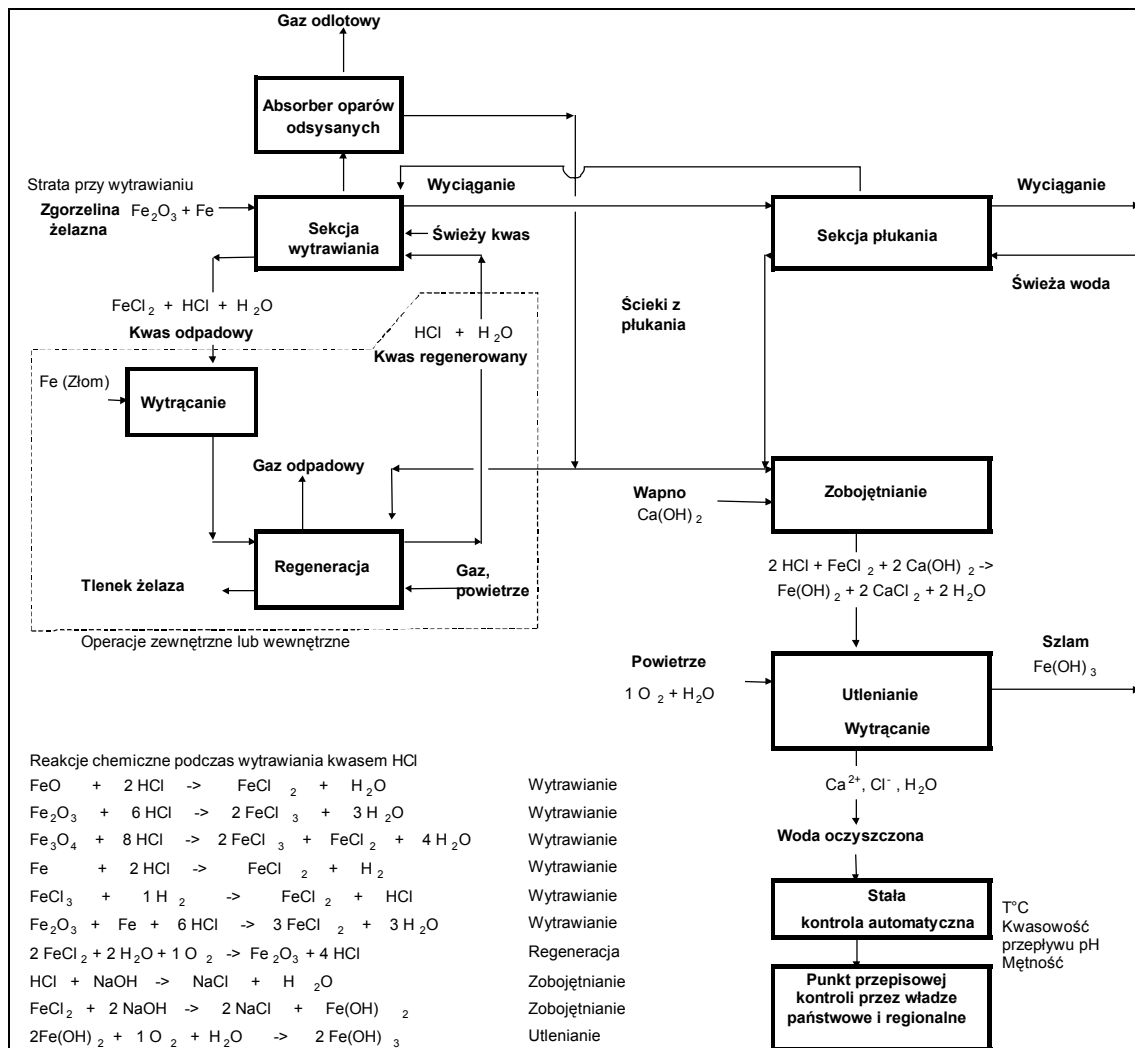 Gaz odlotowy
Absorber oparów
odsysanych
Strata przy wytrawianiu
Zgorzelina
żelazna
Fe₂O₃ + Fe
Sekcja
wytrawiania
Wyciąganie
Świeży kwas
Sekcja płukania
Wyciąganie
Świeża woda
FeCl₂ + HCl + H₂O
Kwas odpadowy
HCl + H₂O
Kwas regenerowany
Ścieki z
płukania
Fe (Złom)
Wytrącanie
Gaz odpadowy
Regeneracja
Tlenek żelaza
Gaz,
powietrze
Operacje zewnętrzne lub wewnętrzne
Wapno
Ca(OH)₂
Zobojętnianie
2 HCl + FeCl₂ + 2 Ca(OH)₂ ->
Fe(OH)₂ + 2 CaCl₂ + 2 H₂O
Powietrze
1 O₂ + H₂O
Utlenianie
Wytrącanie
Szlam
Fe(OH)₃
Ca²⁺, Cl⁻, H₂O
Woda oczyszczona
Stała
kontrola automatyczna
T°C
Kwasowość
przepływu pH
Mętność
Punkt przepisowej
kontroli przez władze
państwowe i regionalne
Reakcje chemiczne podczas wytrawiania kwasem HCl
FeO + 2 HCl -> FeCl₂ + H₂O Wytrawianie
Fe₂O₃ + 6 HCl -> 2 FeCl₃ + 3 H₂O Wytrawianie
Fe₃O₄ + 8 HCl -> 2 FeCl₃ + FeCl₂ + 4 H₂O Wytrawianie
Fe + 2 HCl -> FeCl₂ + H₂ Wytrawianie
FeCl₃ + 1 H₂ -> FeCl₂ + HCl Wytrawianie
Fe₂O₃ + Fe + 6 HCl -> 3 FeCl₂ + 3 H₂O Wytrawianie
2 FeCl₂ + 2 H₂O + 1 O₂ -> Fe₂O₃ + 4 HCl Regeneracja
HCl + NaOH -> NaCl + H₂O Zobojętnianie
FeCl₂ + 2 NaOH -> 2 NaCl + Fe(OH)₂ Zobojętnianie
2Fe(OH)₂ + 1 O₂ + H₂O -> 2 Fe(OH)₃ Utlenianie